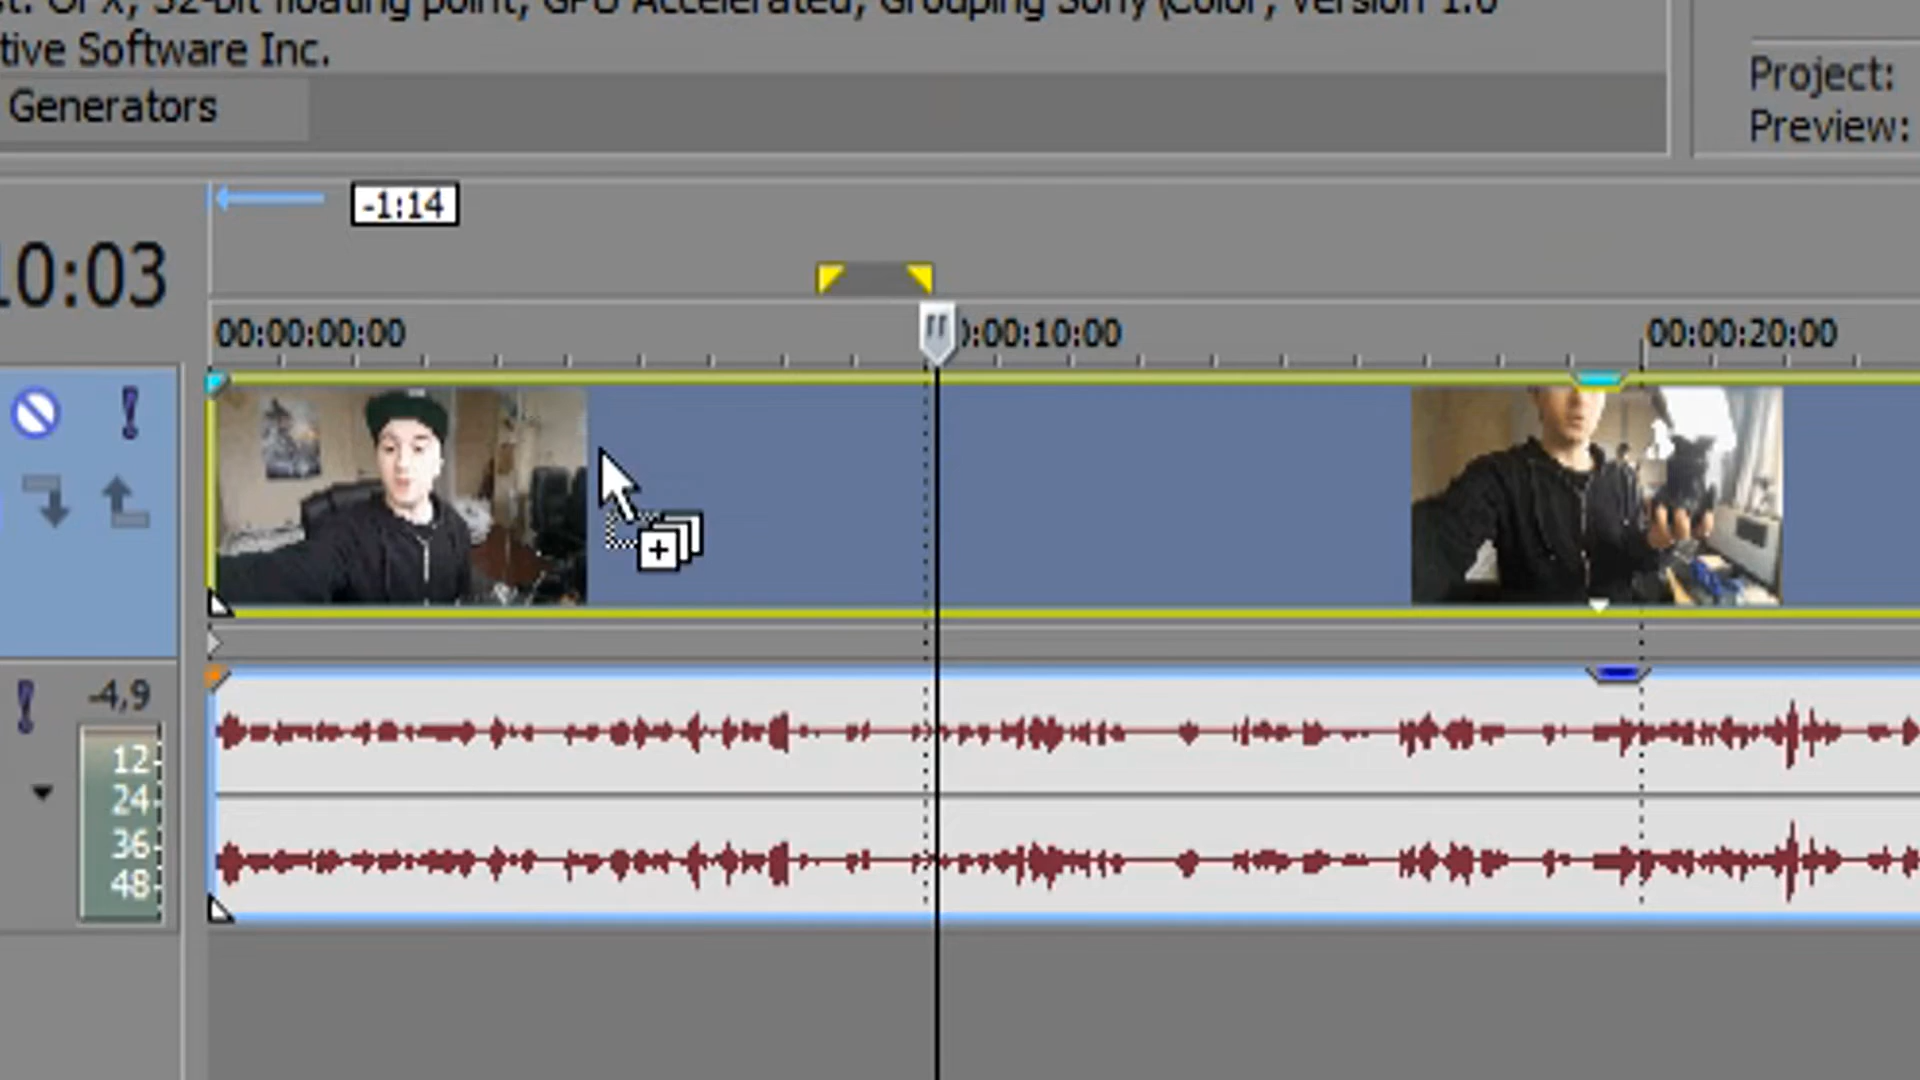 OFX, 32-bit floating point, GPU Accelerated, Grouping Sony\Color, Version 1.0
tive Software Inc.
Project:
Generators
Preview:
-1:14
10:03
00:00:00:00
:00:10:00
00:00:20:00
-4,9
12
24
36
48